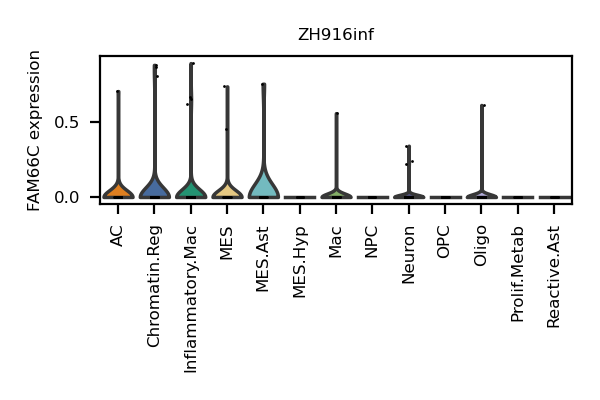 ZH916inf
FAM66C expression
0.5
0.0
AC
Chromatin.Reg
Inflammatory.Mac
MES
MES.Ast
MES.Hyp
Mac
NPC
Neuron
OPC
Oligo
Prolif.Metab
Reactive.Ast